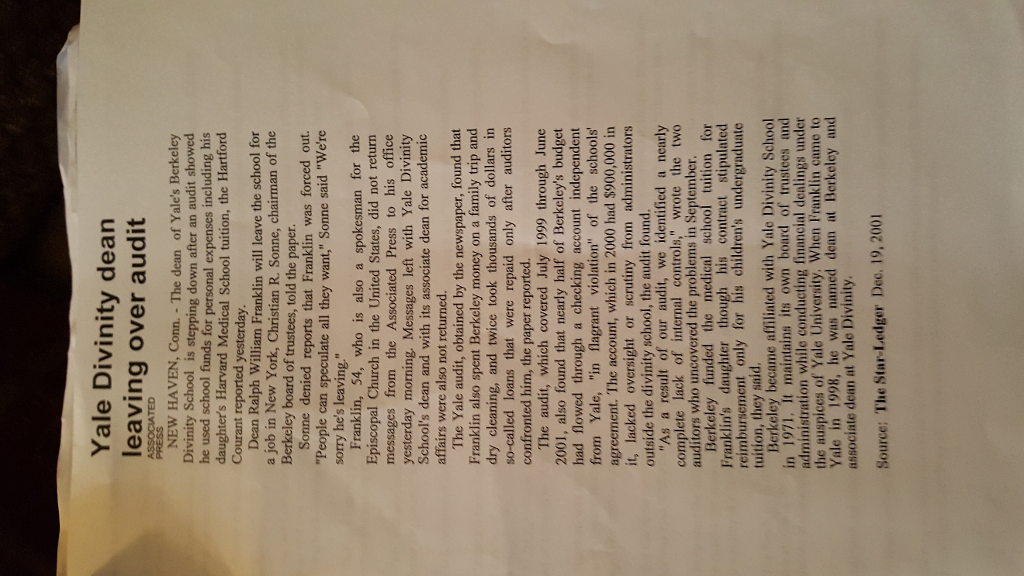 Yale Divinity dean
leaving over audit
ASSOCIATED
PRESS
NEW HAVEN, Conn. - The dean of Yale's Berkeley
Divinity School is stepping down after an audit showed
he used school funds for personal expenses including his
daughter's Harvard Medical School tuition, the Hartford
Courant reported yesterday.
Dean Ralph William Franklin will leave the school for
a job in New York, Christian R. Sonne, chairman of the
Berkeley board of trustees, told the paper.
Sonne denied reports that Franklin was forced out.
"People can speculate all they want," Sonne said "We're
sorry he's leaving."
Franklin, 54, who is also a spokesman for the
Episcopal Church in the United States, did not return
messages from the Associated Press to his office
yesterday morning. Messages left with Yale Divinity
School's dean and with its associate dean for academic
affairs were also not returned.
The Yale audit, obtained by the newspaper, found that
Franklin also spent Berkeley money on a family trip and
dry cleaning, and twice took thousands of dollars in
so-called loans that were repaid only after auditors
confronted him, the paper reported.
The audit, which covered July 1999 through June
2001, also found that nearly half of Berkeley's budget
had flowed through a checking account independent
from Yale, "in flagrant violation" of the schools'
agreement. The account, which in 2000 had $900,000 in
it, lacked oversight or scrutiny from administrators
outside the divinity school, the audit found.
"As a result of our audit, we identified a nearly
complete lack of internal controls," wrote the two
auditors who uncovered the problems in September.
Berkeley funded the medical school tuition for
Franklin's daughter though his contract stipulated
reimbursement only for his children's undergraduate
tuition, they said.
Berkeley became affiliated with Yale Divinity School
in 1971. It maintains its own board of trustees and
administration while conducting financial dealings under
the auspices of Yale University. When Franklin came to
Yale in 1998, he was named dean at Berkeley and
associate dean at Yale Divinity.
Source: The Star-Ledger Dec. 19, 2001